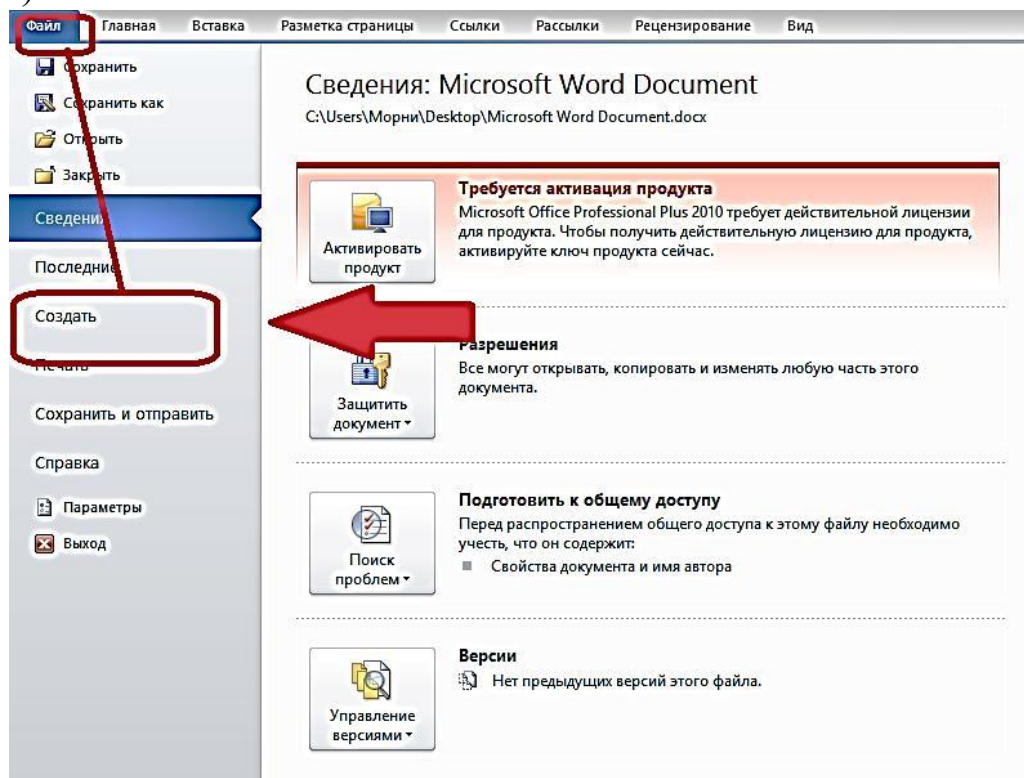 )
Файл Главная Вставка Разметка страницы Ссылки Рассылки Рецензирование Вид
Сохранить
Сохранить как
Открыть
Закрыть
Сведения
Последние
Создать
Печать
Сохранить и отправить
Справка
Параметры
Выход
Сведения: Microsoft Word Document
C:\Users\Морни\Desktop\Microsoft Word Document.docx
Активировать
продукт
Требуется активация продукта
Microsoft Office Professional Plus 2010 требует действительной лицензии
для продукта. Чтобы получить действительную лицензию для продукта,
активируйте ключ продукта сейчас.
Защитить
документ
Разрешения
Все могут открывать, копировать и изменять любую часть этого
документа.
Поиск
проблем
Подготовить к общему доступу
Перед распространением общего доступа к этому файлу необходимо
учесть, что он содержит:
Свойства документа и имя автора
Управление
версиями
Версии
Нет предыдущих версий этого файла.